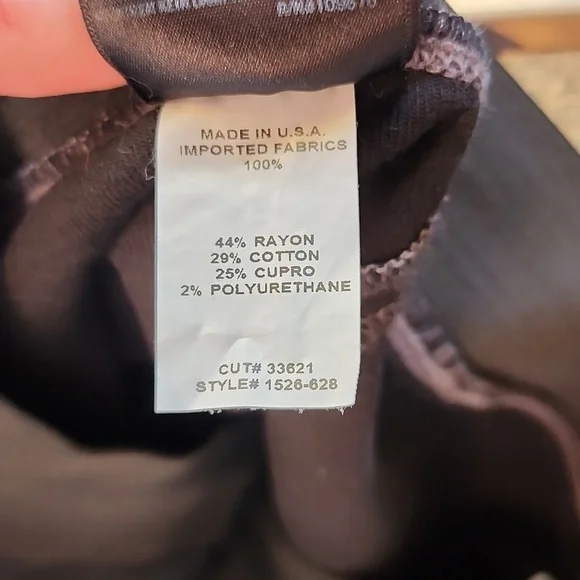 MADE IN U.S.A.
IMPORTED FABRICS
100%
44% RAYON
29% COTTON
25% CUPRO
2% POLYURETHANE
CUT# 33621
STYLE# 1526-628